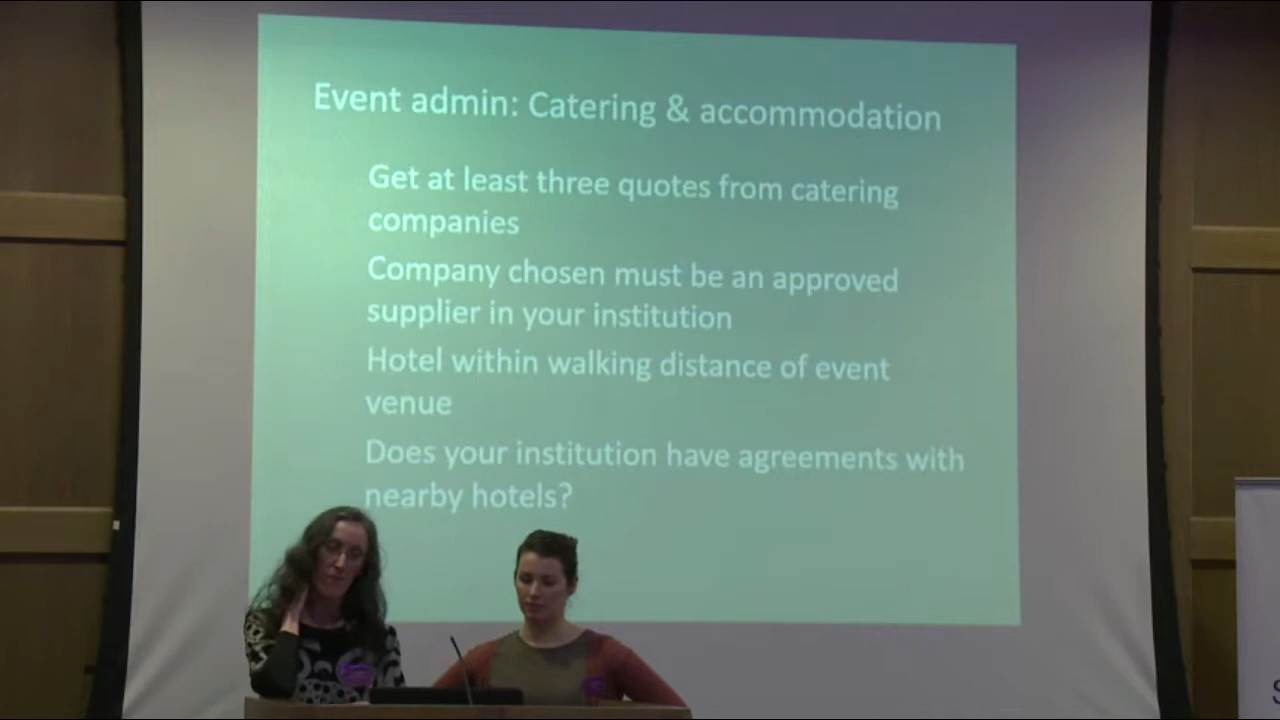 Event admin: Catering & accommodation
Get at least three quotes from catering
companies
Company chosen must be an approved
supplier in your institution
Hotel within walking distance of event
venue
Does your institution have agreements with
nearby hotels?
S